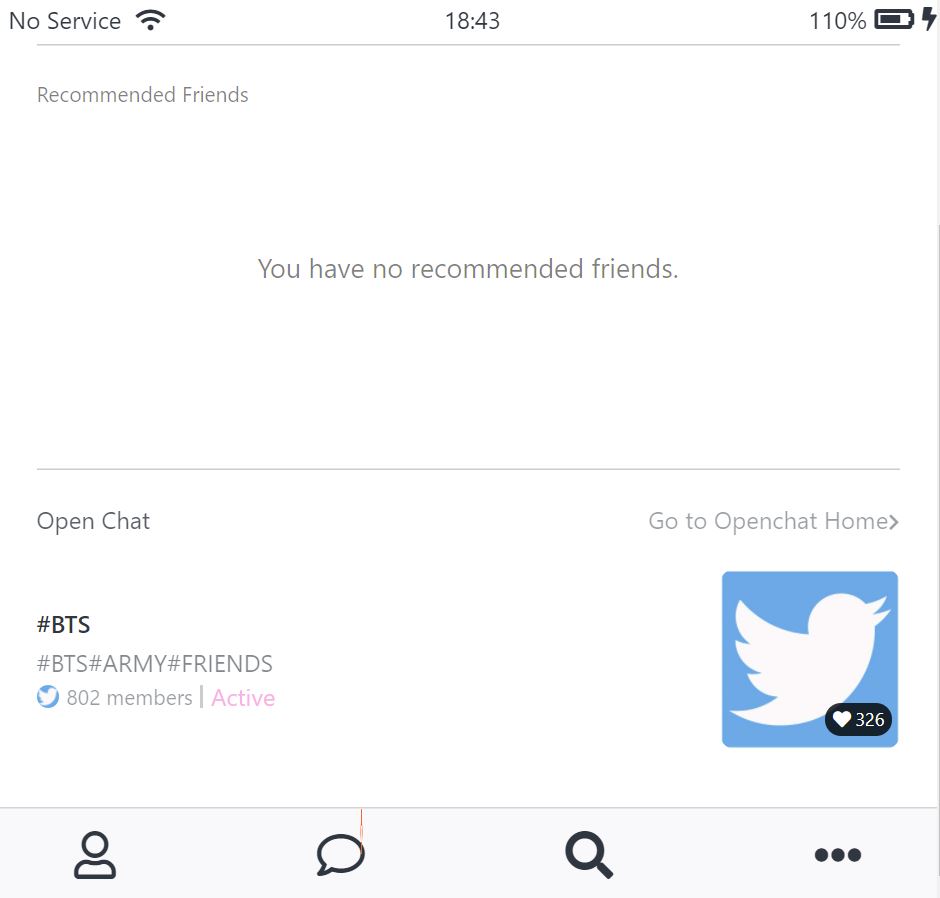 No Service 18:43 110%
Recommended Friends
You have no recommended friends.
Open Chat Go to Openchat Home
#BTS
#BTS#ARMY#FRIENDS
802 members | Active
326